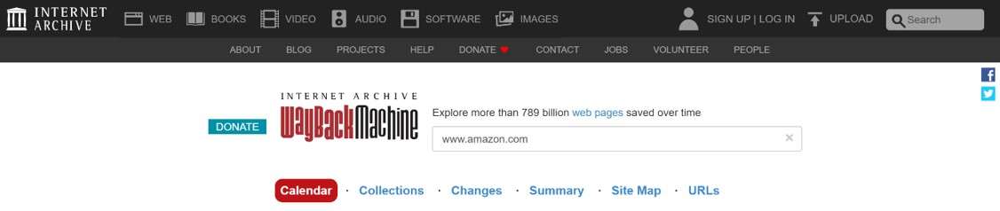 INTERNET ARCHIVE
WEB BOOKS VIDEO AUDIO SOFTWARE IMAGES SIGN UP | LOG IN UPLOAD Search
ABOUT BLOG PROJECTS HELP DONATE CONTACT JOBS VOLUNTEER PEOPLE
DONATE
INTERNET ARCHIVE
WayBackMachine
Explore more than 789 billion web pages saved over time
www.amazon.com ×
Calendar · Collections · Changes · Summary · Site Map · URLs